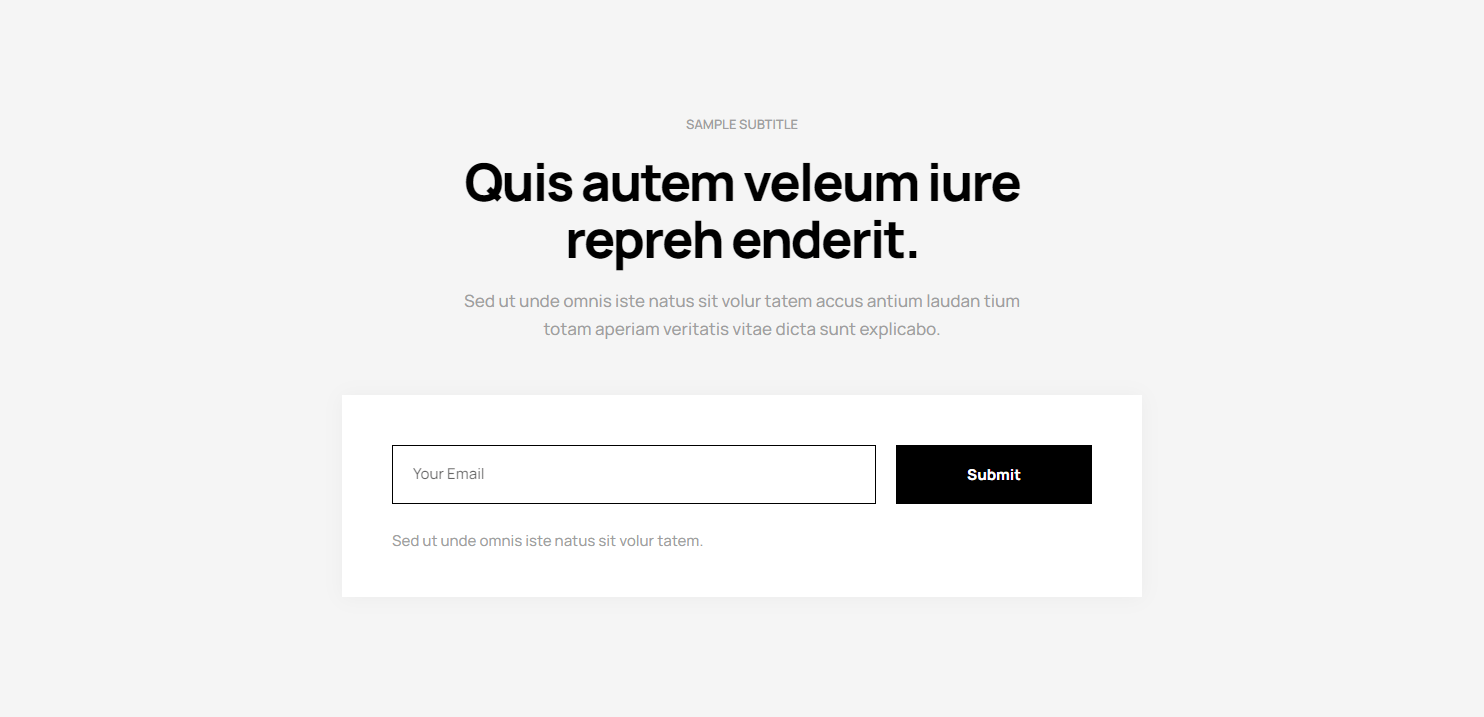 SAMPLE SUBTITLE
Quis autem veleum iure
repreh enderit.
Sed ut unde omnis iste natus sit volur tatem accus antium laudan tium
totam aperiam veritatis vitae dicta sunt explicabo.
Your Email
Submit
Sed ut unde omnis iste natus sit volur tatem.